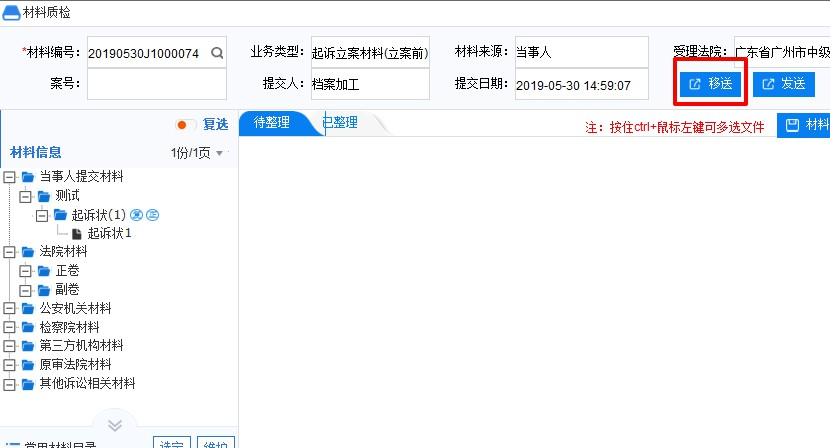 材料质检
*材料编号: 20190530J1000074 业务类型: 起诉立案材料(立案前) 材料来源: 当事人 受理法院: 广东省广州市中级
案号: 提交人: 档案加工 提交日期: 2019-05-30 14:59:07 移送 发送
复选 待整理 已整理 注：按住ctrl+鼠标左键可多选文件 材料
材料信息 1份/1页
当事人提交材料
测试
起诉状(1)
起诉状1
法院材料
正卷
副卷
公安机关材料
检察院材料
第三方机构材料
原审法院材料
其他诉讼相关材料
常用材料目录 选定 维护